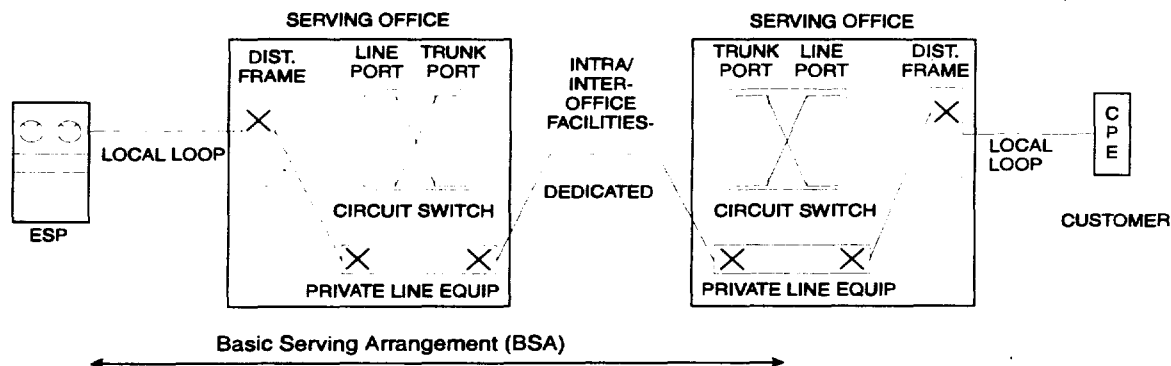 SERVING OFFICE
SERVING OFFICE
DIST.
FRAME
LINE
PORT
TRUNK
PORT
INTRA/
INTER-
OFFICE
FACILITIES-
TRUNK
PORT
LINE
PORT
DIST.
FRAME
C
P
E
LOCAL LOOP
LOCAL
LOOP
DEDICATED
CIRCUIT SWITCH
CIRCUIT SWITCH
CUSTOMER
ESP
PRIVATE LINE EQUIP
PRIVATE LINE EQUIP
Basic Serving Arrangement (BSA)